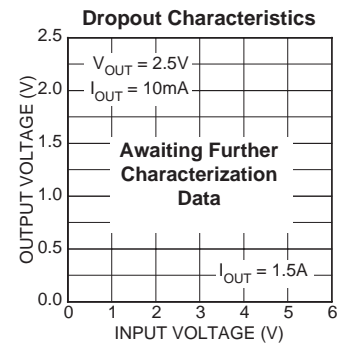 Dropout Characteristics
2.5
2.0
1.5
1.0
0.5
0.0
OUTPUT VOLTAGE (V)
V_OUT = 2.5V
I_OUT = 10mA
Awaiting Further
Characterization
Data
I_OUT = 1.5A
0 1 2 3 4 5 6
INPUT VOLTAGE (V)